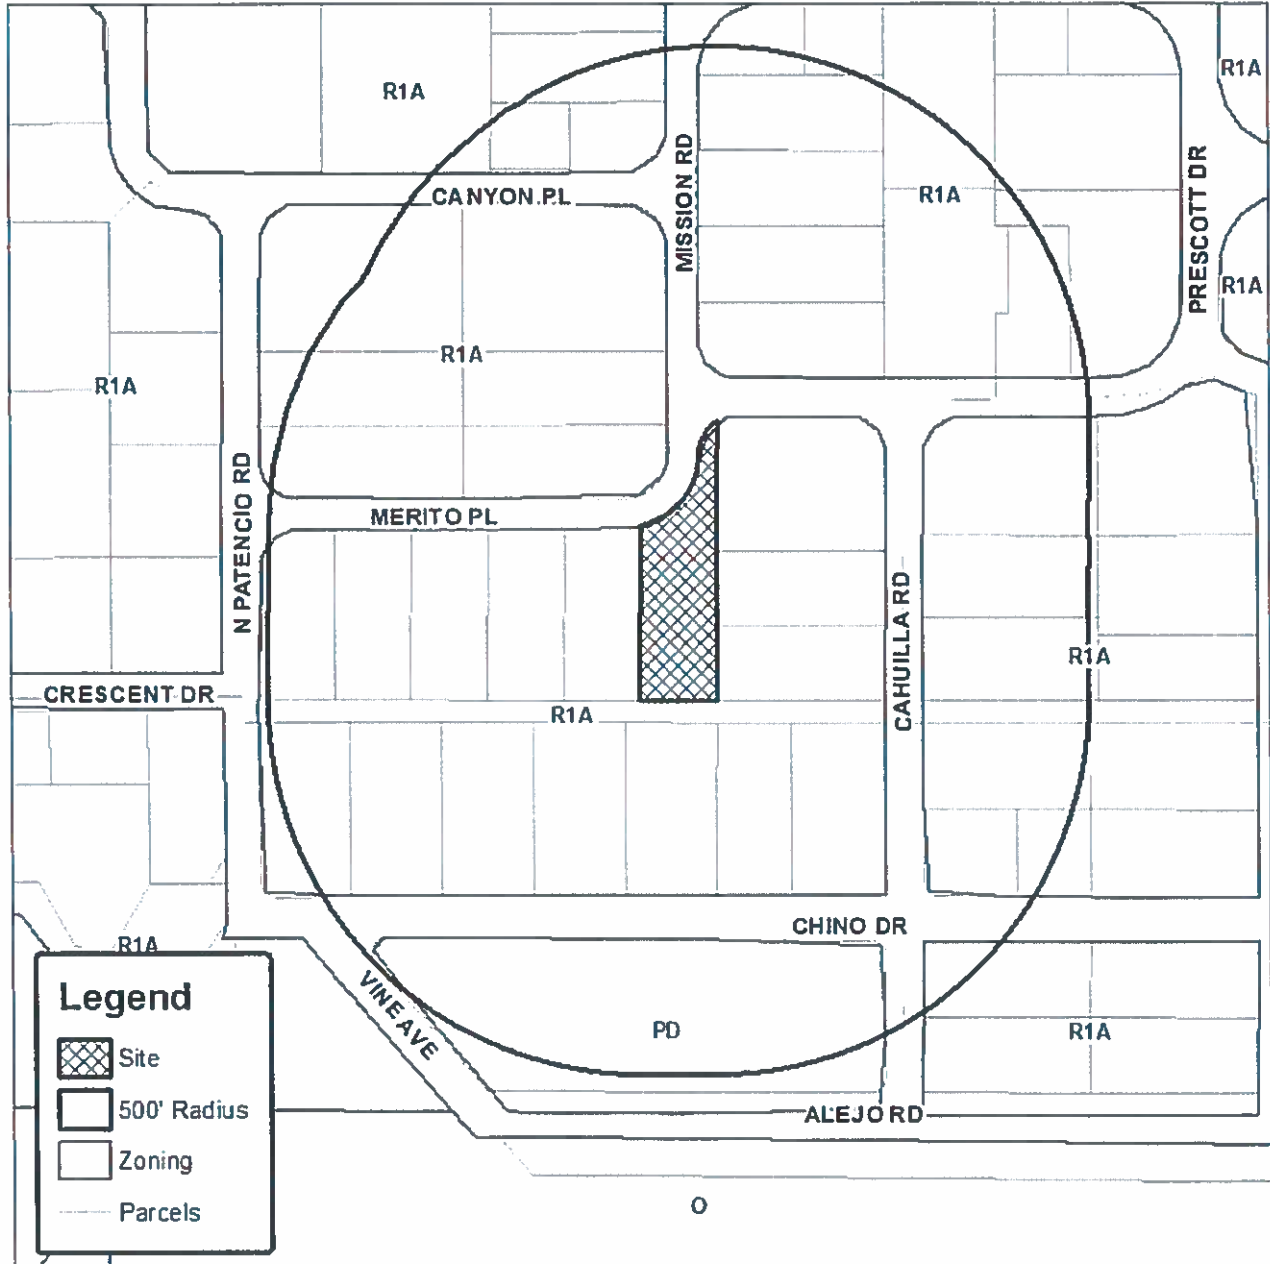 R1A
R1A
CANYON PL
MISSION RD
R1A
PRESCOTT DR
R1A
R1A
R1A
N PATENCIO RD
MERITO PL
CAHUILLA RD
R1A
CRESCENT DR
R1A
CHINO DR
R1A
VINE AVE
PD
R1A
ALEJO RD
O
Legend
Site
500' Radius
Zoning
Parcels